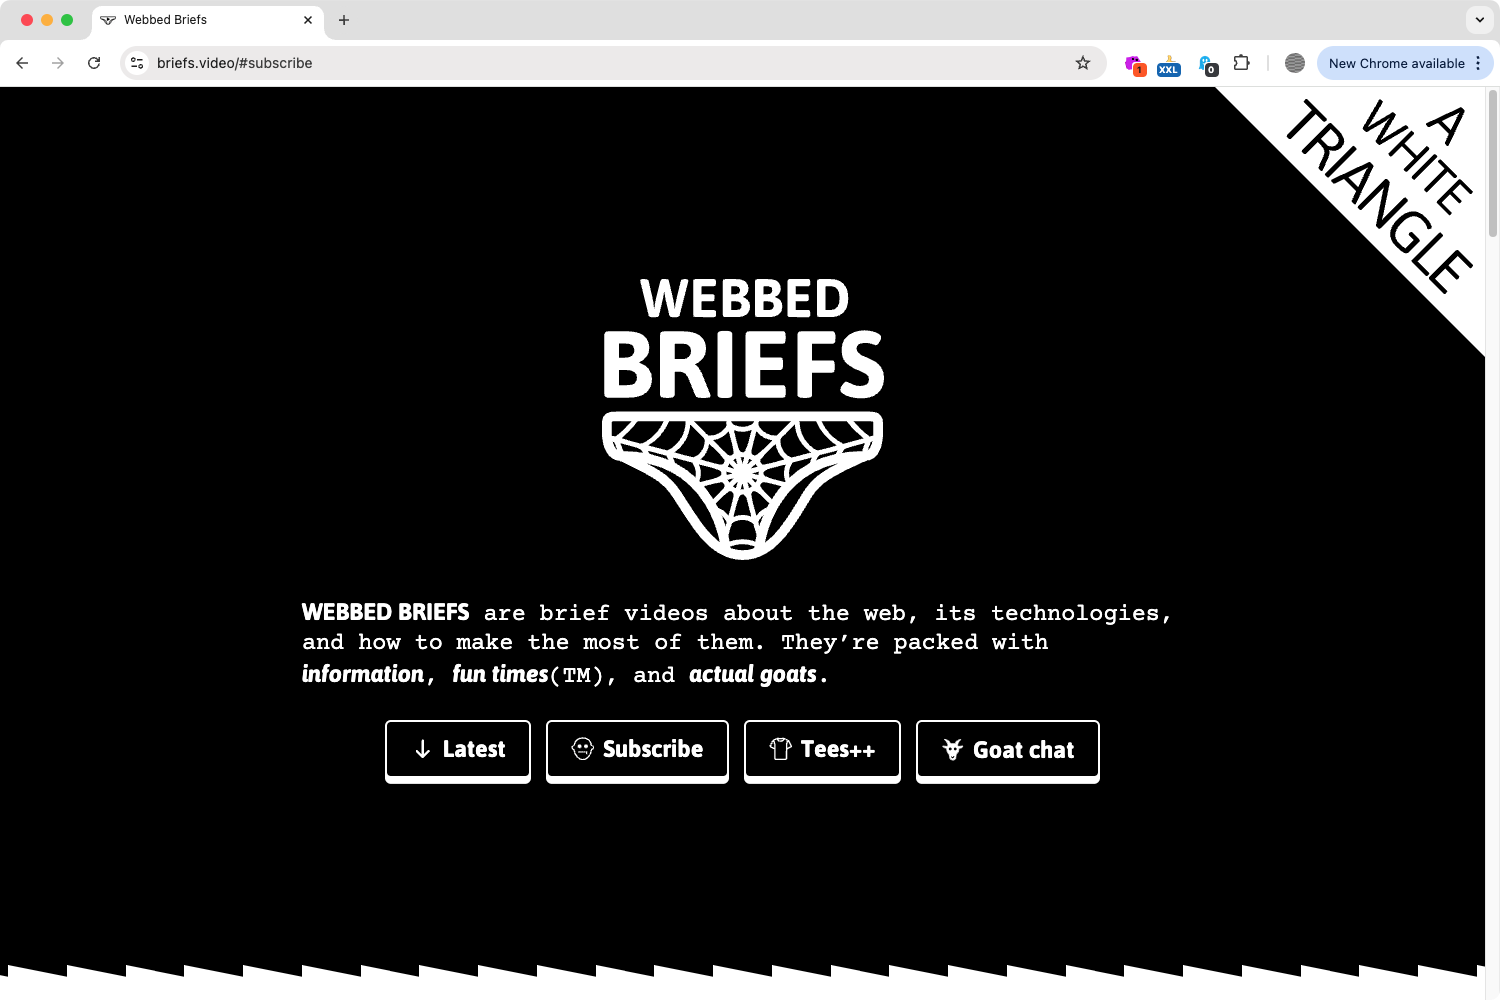 Webbed Briefs
briefs.video/#subscribe
1
XXL
0
New Chrome available
A
WHITE
TRIANGLE
WEBBED
BRIEFS
WEBBED BRIEFS are brief videos about the web, its technologies,
and how to make the most of them. They’re packed with
information, fun times(TM), and actual goats.
Latest
Subscribe
Tees++
Goat chat